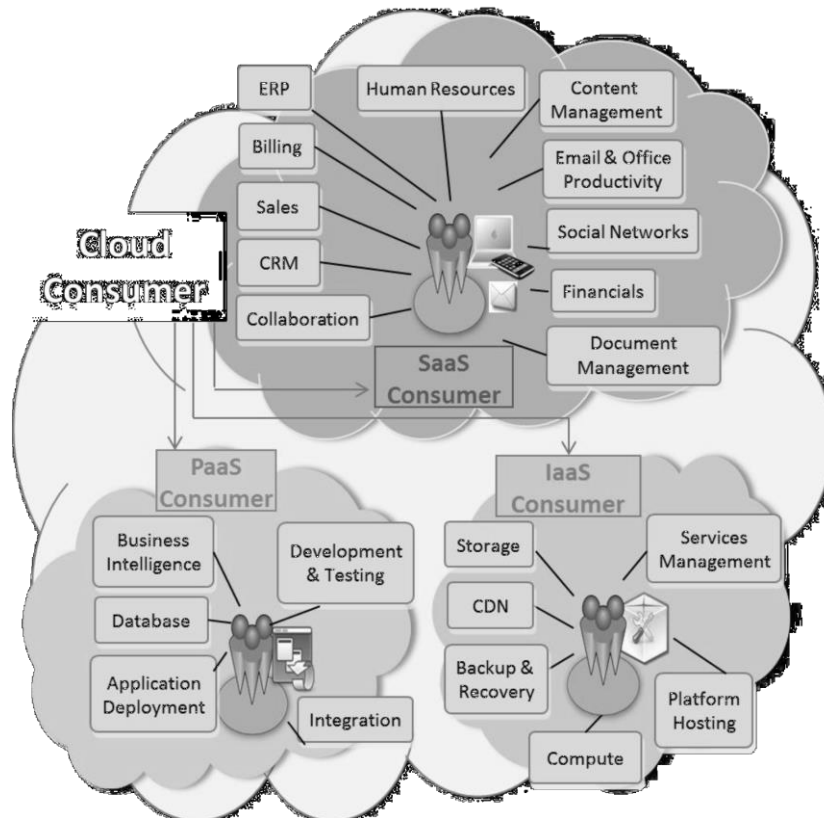 ERP
Human Resources
Content
Management
Billing
Email & Office
Productivity
Sales
Social Networks
Cloud
Consumer
CRM
Financials
Collaboration
Document
Management
SaaS
Consumer
PaaS
Consumer
IaaS
Consumer
Business
Intelligence
Development
& Testing
Database
Application
Deployment
Integration
Storage
Services
Management
CDN
Backup &
Recovery
Platform
Hosting
Compute